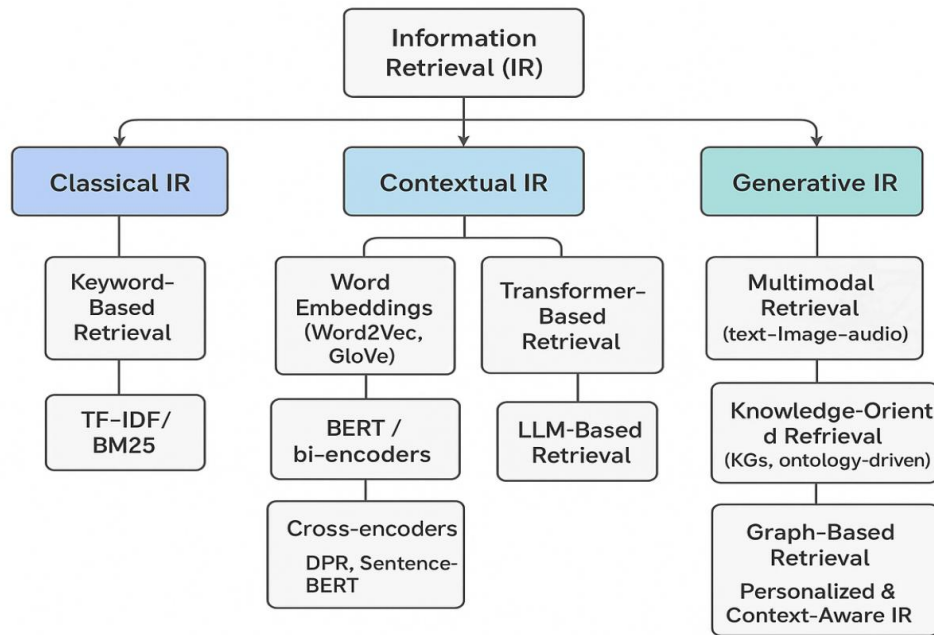 Information
Retrieval (IR)
Classical IR
Contextual IR
Generative IR
Keyword-
Based
Retrieval
TF-IDF/
BM25
Word
Embeddings
(Word2Vec,
GloVe)
BERT /
bi-encoders
Cross-encoders
DPR, Sentence-
BERT
Transformer-
Based
Retrieval
LLM-Based
Retrieval
Multimodal
Retrieval
(text-Image-audio)
Knowledge-Orient
d Refrieval
(KGs, ontology-driven)
Graph-Based
Retrieval
Personalized &
Context-Aware IR